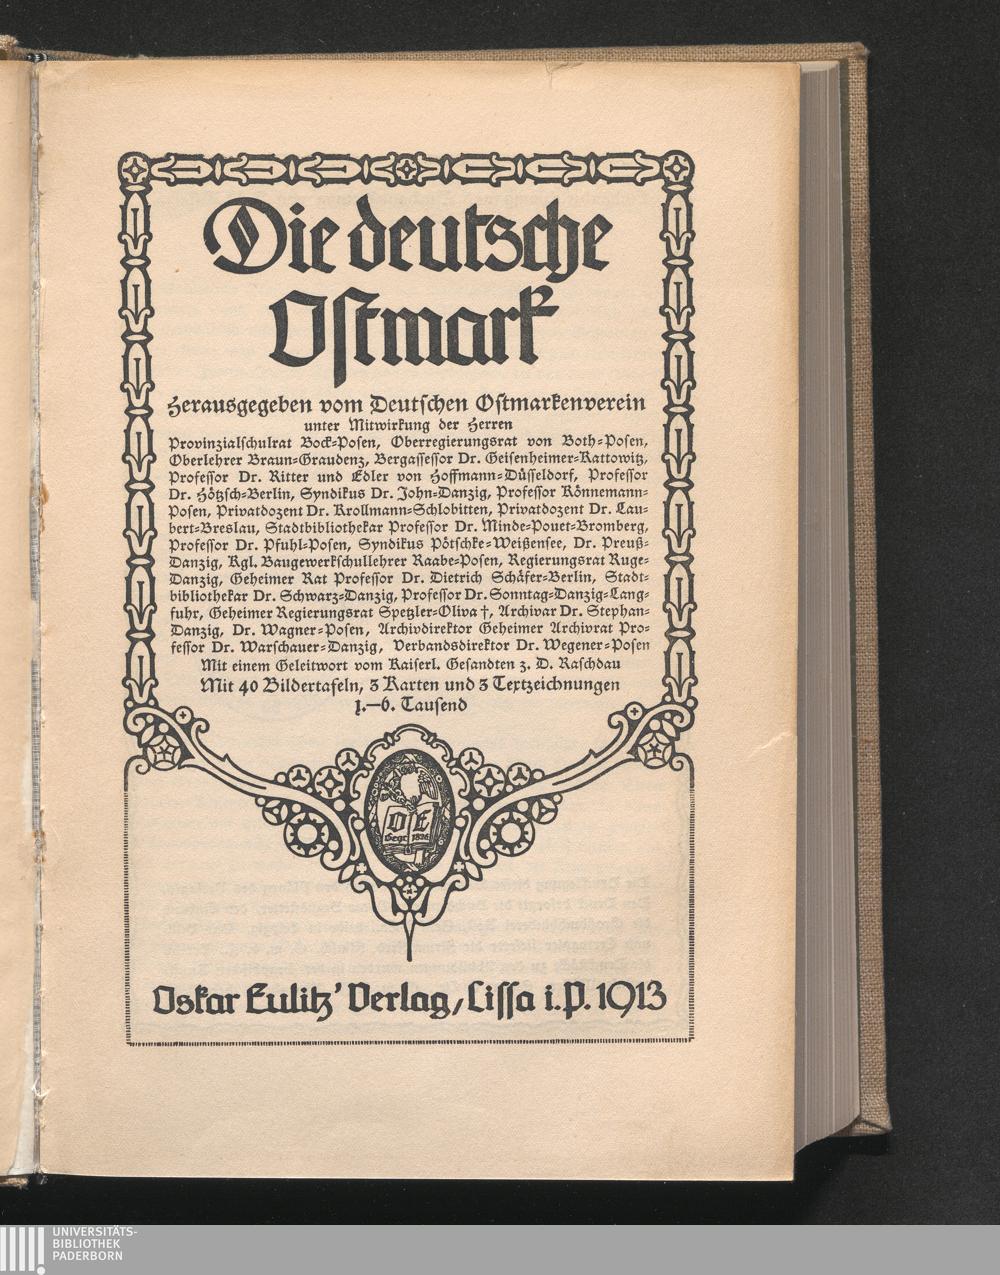 Die deutsche
Ostmark
Herausgegeben vom Deutschen Ostmarkenverein
unter Mitwirkung der Herren
Provinzialschulrat Bock-Posen, Oberregierungsrat von Both-Posen,
Oberlehrer Braun-Graudenz, Bergassessor Dr. Geisenheimer-Kattowitz,
Professor Dr. Ritter und Edler von Hoffmann-Düsseldorf, Professor
Dr. Hötzsch-Berlin, Syndikus Dr. John-Danzig, Professor Könnemann-
Posen, Privatdozent Dr. Krollmann-Schlobitten, Privatdozent Dr. Lau-
bert-Breslau, Stadtbibliothekar Professor Dr. Minde-Pouet-Bromberg,
Professor Dr. Pfuhl-Posen, Syndikus Pötschke-Weißensee, Dr. Preuß-
Danzig, Kgl. Baugewerkschullehrer Raabe-Posen, Regierungsrat Ruge-
Danzig, Geheimer Rat Professor Dr. Dietrich Schäfer-Berlin, Stadt-
bibliothekar Dr. Schwarz-Danzig, Professor Dr. Sonntag-Danzig-Lang-
fuhr, Geheimer Regierungsrat Spetzler-Oliva †, Archivar Dr. Stephan-
Danzig, Dr. Wagner-Posen, Archivdirektor Geheimer Archivrat Pro-
fessor Dr. Warschauer-Danzig, Verbandsdirektor Dr. Wegener-Posen
Mit einem Geleitwort vom Kaiserl. Gesandten z. D. Raschdau
Mit 40 Bildertafeln, 3 Karten und 3 Textzeichnungen
1.—6. Tausend
O E
Gegr. 1826
Oskar Eulitz' Verlag, Lissa i. P. 1913
UNIVERSITÄTS-
BIBLIOTHEK
PADERBORN